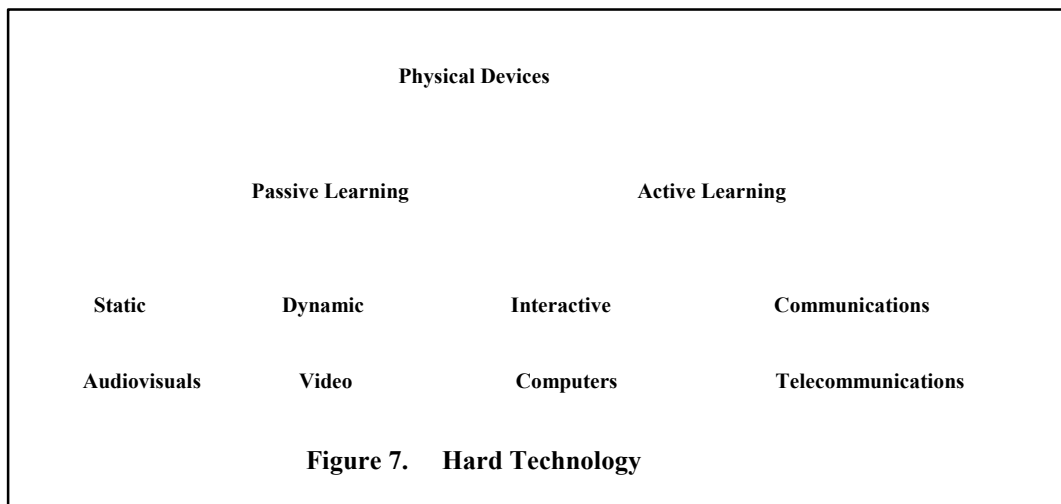 Physical Devices
Passive Learning Active Learning
Static Dynamic Interactive Communications
Audiovisuals Video Computers Telecommunications
Figure 7. Hard Technology